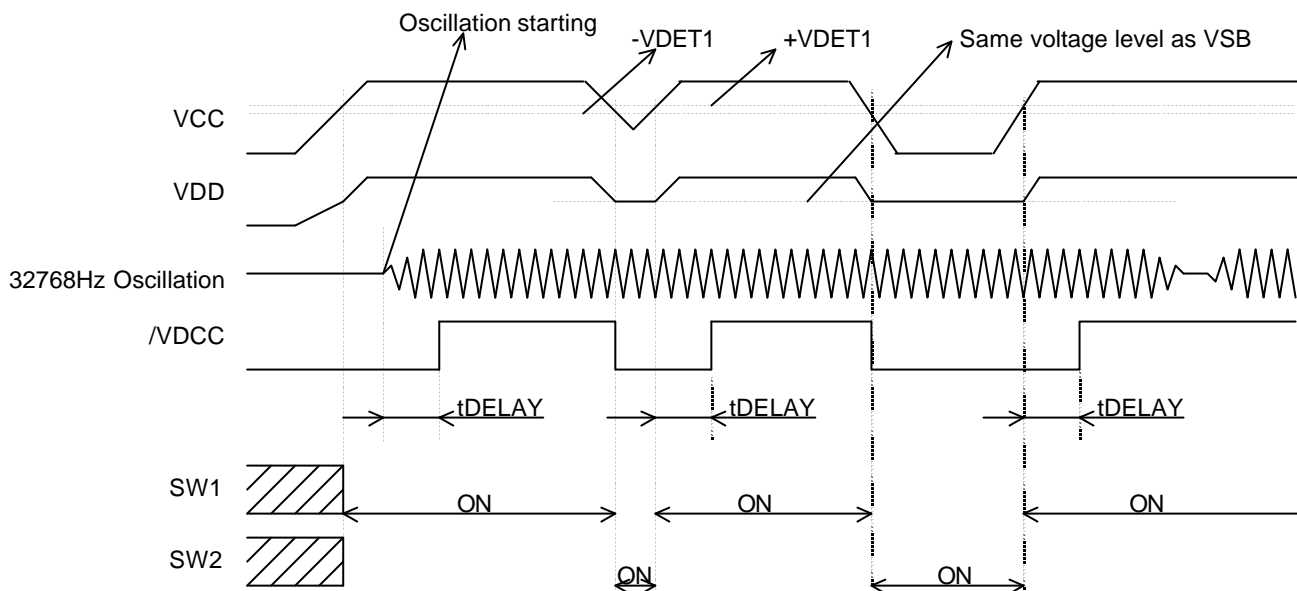 Oscillation starting
-VDET1
+VDET1
Same voltage level as VSB
VCC
VDD
32768Hz Oscillation
/VDCC
tDELAY
tDELAY
tDELAY
SW1
ON
ON
ON
SW2
ON
ON